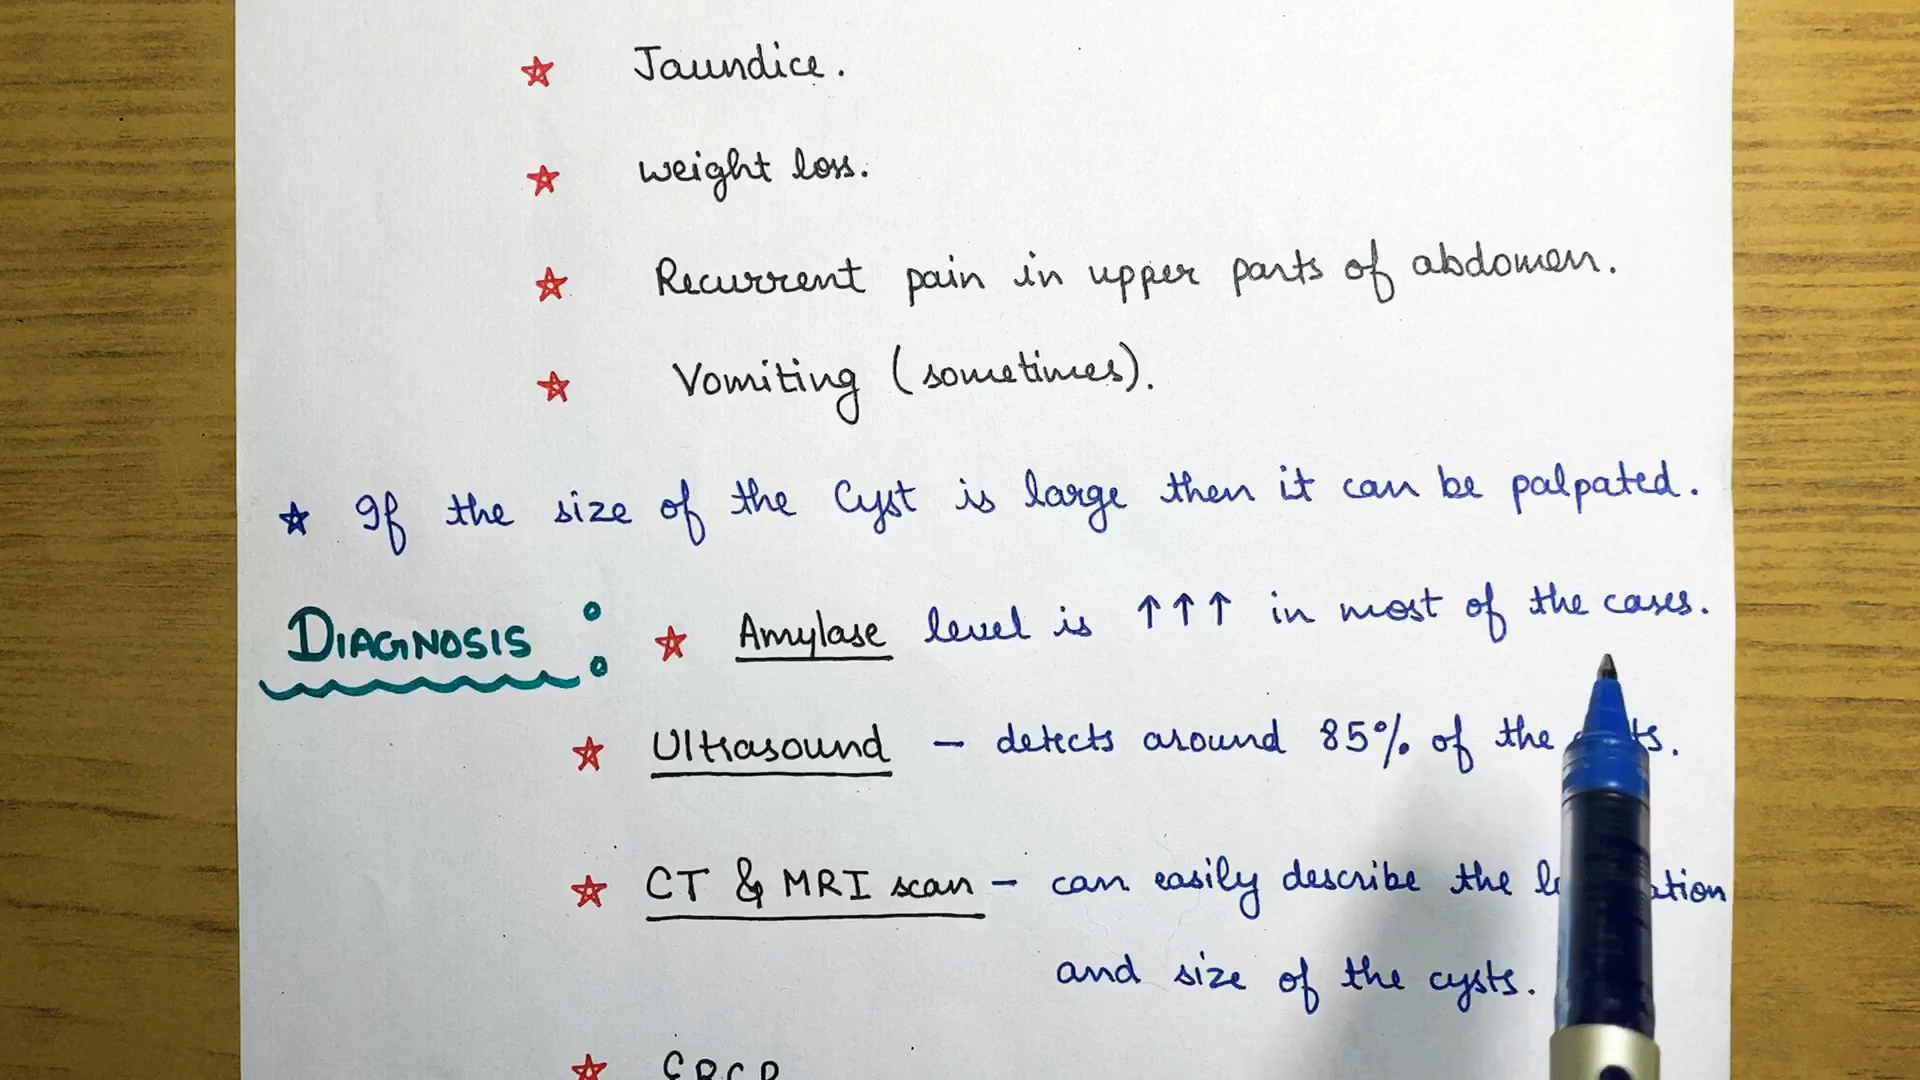 Jaundice.
weight loss.
Recurrent pain in upper parts of abdomen.
Vomiting (sometimes).
If the size of the Cyst is large then it can be palpated.
DIAGNOSIS : Amylase level is ↑↑↑ in most of the cases.
Ultrasound – detects around 85% of the
CT & MRI scan – can easily describe the
and size of the cysts.
ERCP